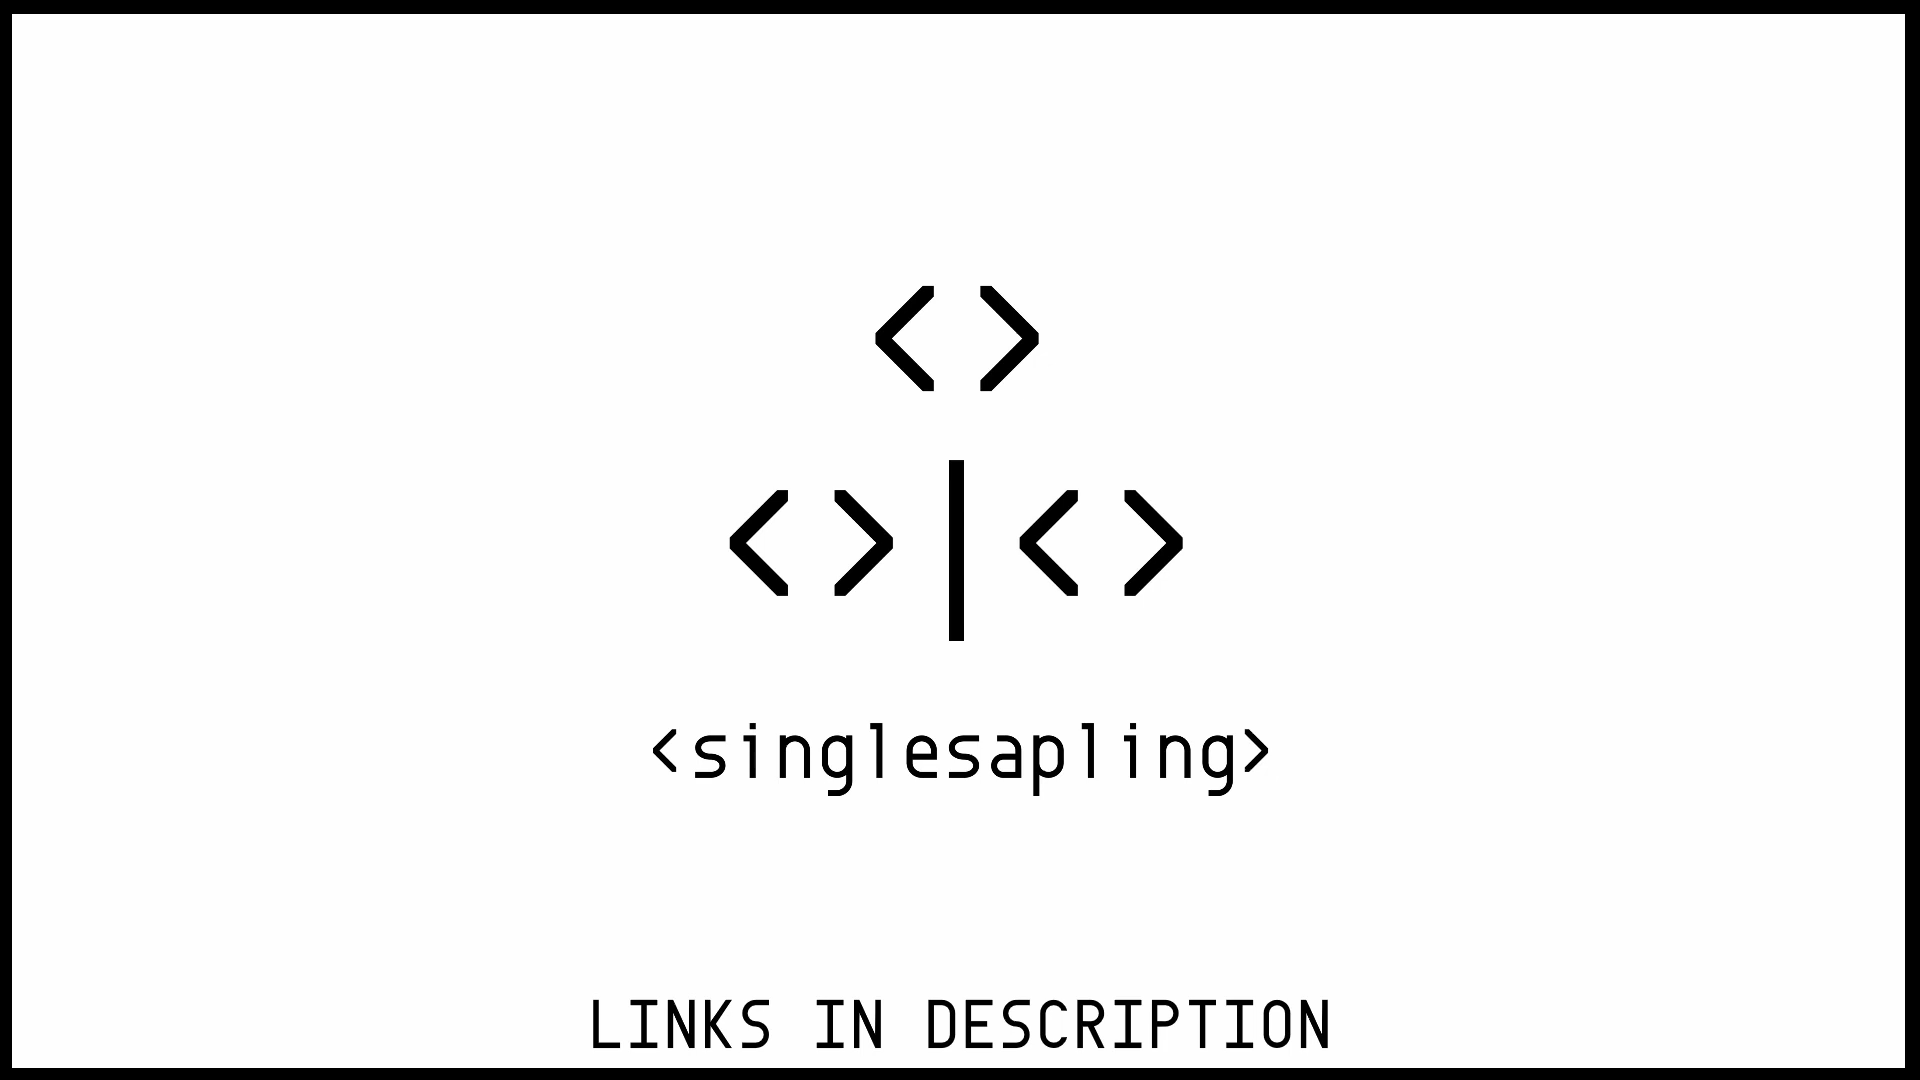 < >
< > | < >
<singlesapling>
LINKS IN DESCRIPTION